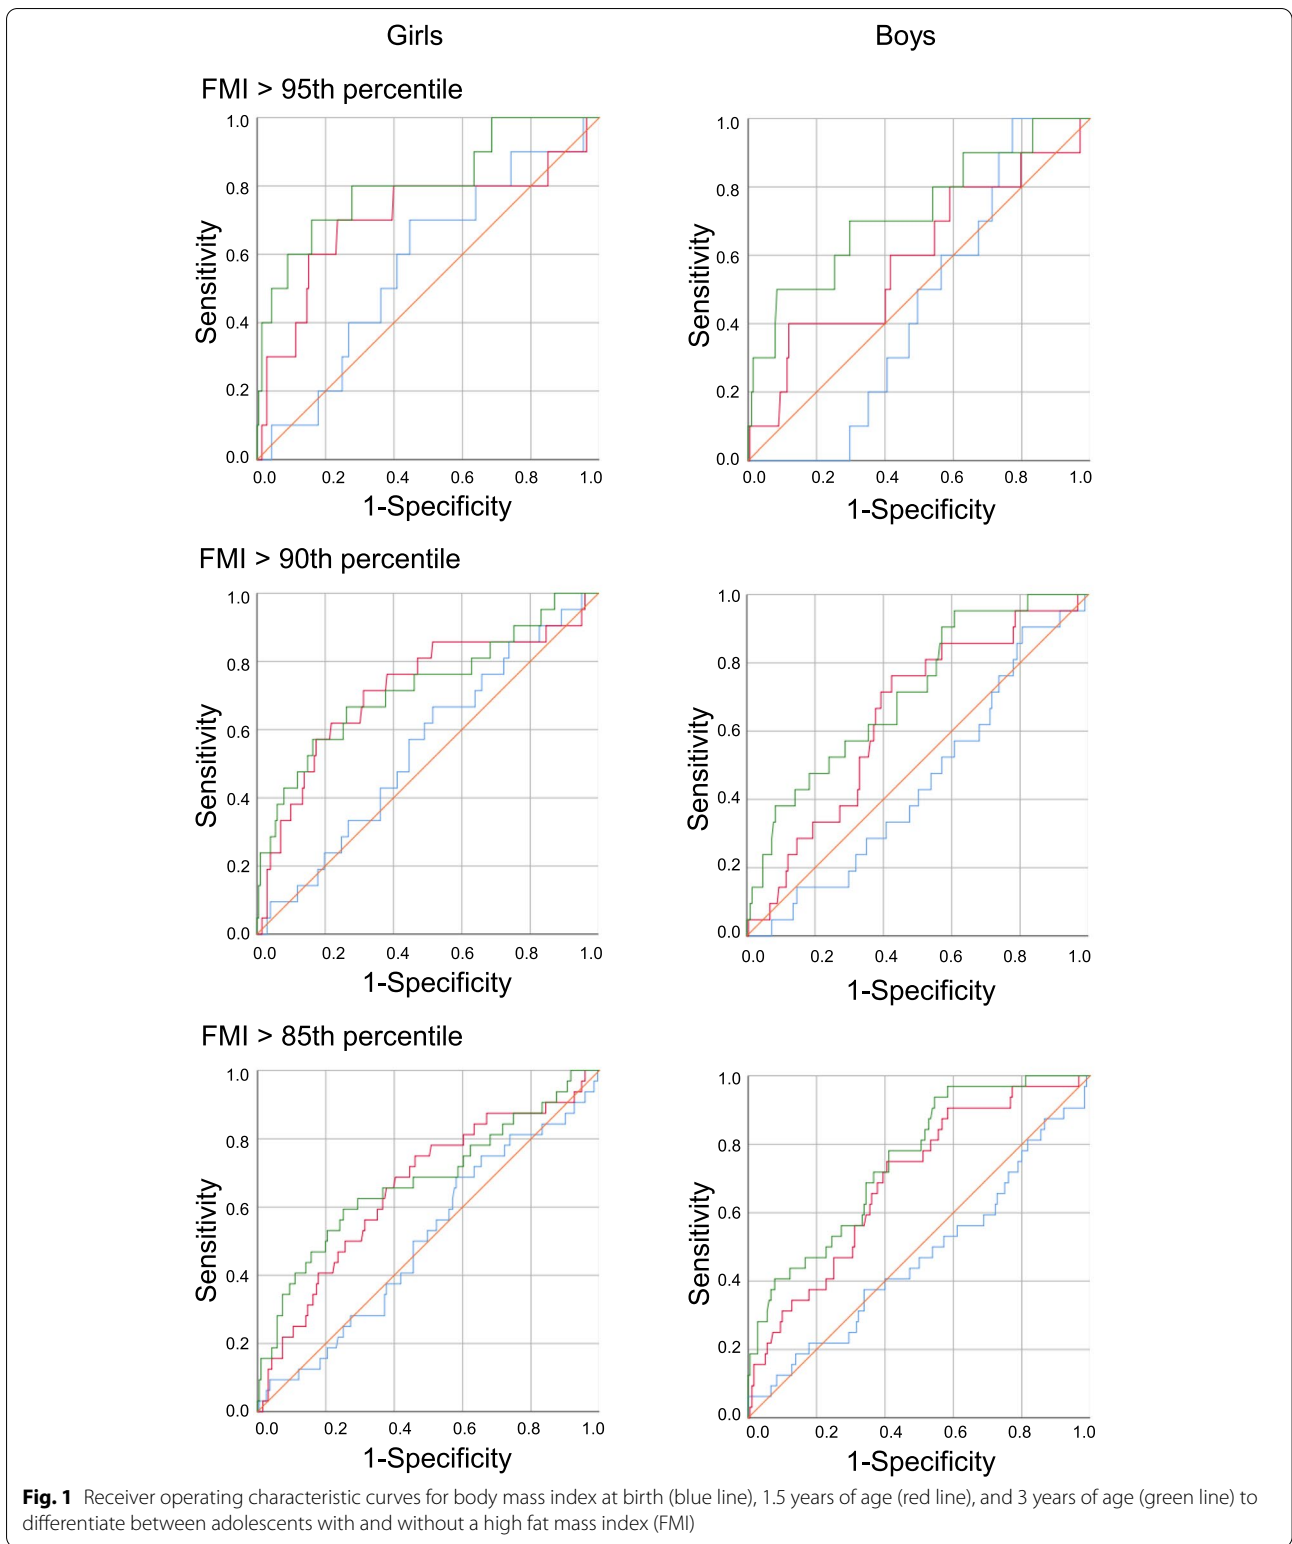 Girls
Boys
FMI > 95th percentile
1.0
0.8
0.6
0.4
0.2
0.0
Sensitivity
0.0 0.2 0.4 0.6 0.8 1.0
1-Specificity
1.0
0.8
0.6
0.4
0.2
0.0
Sensitivity
0.0 0.2 0.4 0.6 0.8 1.0
1-Specificity
FMI > 90th percentile
1.0
0.8
0.6
0.4
0.2
0.0
Sensitivity
0.0 0.2 0.4 0.6 0.8 1.0
1-Specificity
1.0
0.8
0.6
0.4
0.2
0.0
Sensitivity
0.0 0.2 0.4 0.6 0.8 1.0
1-Specificity
FMI > 85th percentile
1.0
0.8
0.6
0.4
0.2
0.0
Sensitivity
0.0 0.2 0.4 0.6 0.8 1.0
1-Specificity
1.0
0.8
0.6
0.4
0.2
0.0
Sensitivity
0.0 0.2 0.4 0.6 0.8 1.0
1-Specificity
Fig. 1 Receiver operating characteristic curves for body mass index at birth (blue line), 1.5 years of age (red line), and 3 years of age (green line) to
differentiate between adolescents with and without a high fat mass index (FMI)